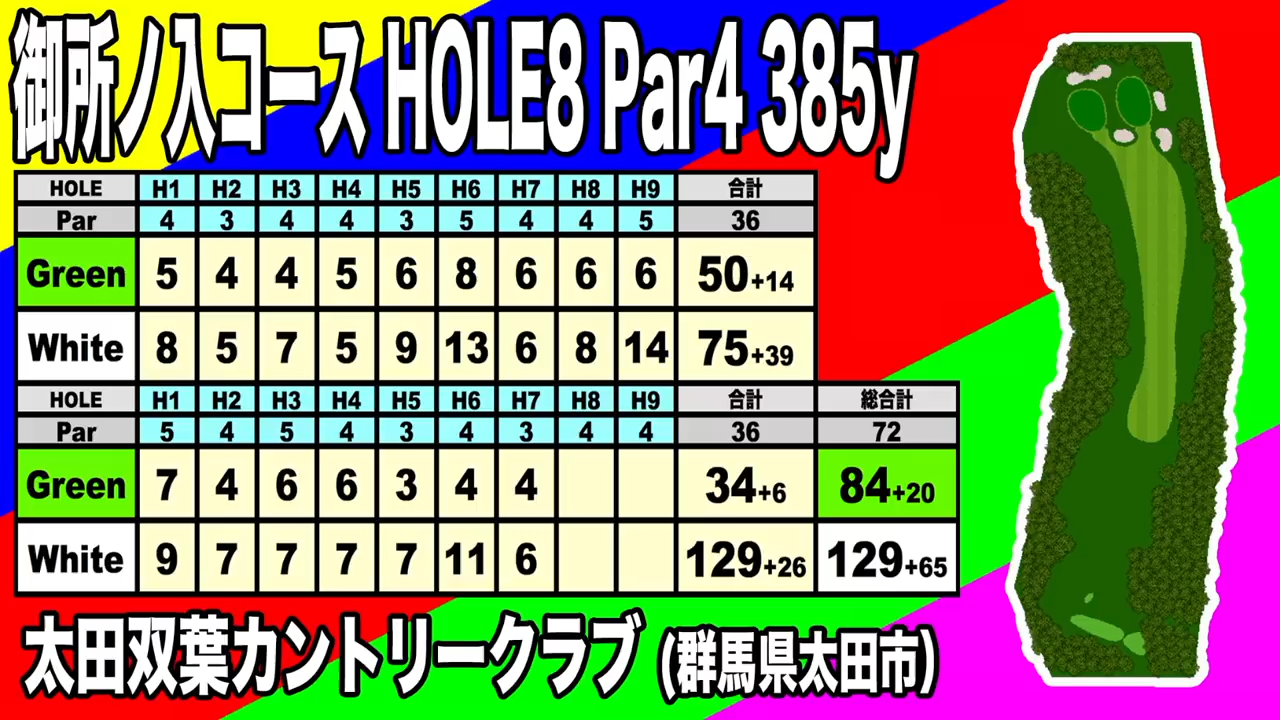 御所ノ入コース HOLE8 Par4 385y
HOLE H1 H2 H3 H4 H5 H6 H7 H8 H9 合計
Par 4 3 4 4 3 5 4 4 5 36
Green 5 4 4 5 6 8 6 6 6 50+14
White 8 5 7 5 9 13 6 8 14 75+39
HOLE H1 H2 H3 H4 H5 H6 H7 H8 H9 合計 総合計
Par 5 4 5 4 3 4 3 4 4 36 72
Green 7 4 6 6 3 4 4 34+6 84+20
White 9 7 7 7 7 11 6 129+26 129+65
太田双葉カントリークラブ (群馬県太田市)